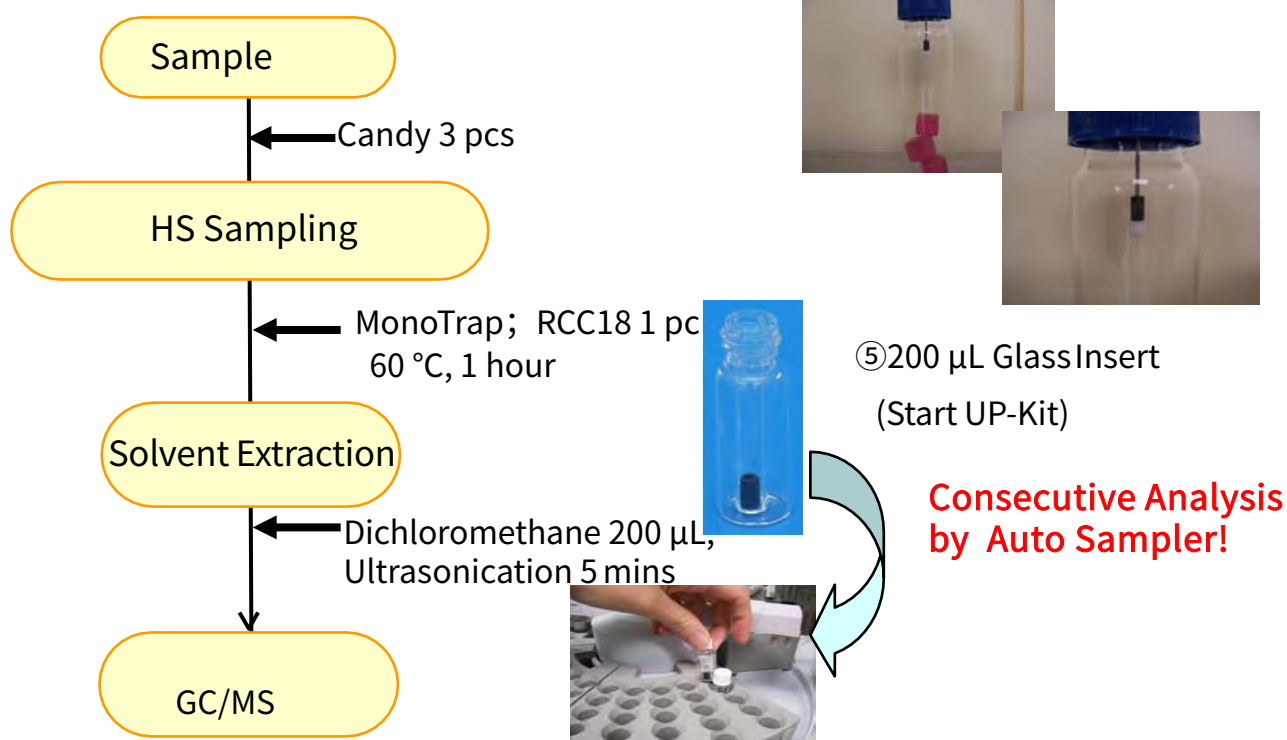 Sample
Candy 3 pcs
HS Sampling
MonoTrap；RCC18 1 pc
60 °C, 1 hour
Solvent Extraction
Dichloromethane 200 µL,
Ultrasonication 5 mins
GC/MS
⑤200 µL Glass Insert
(Start UP-Kit)
Consecutive Analysis
by Auto Sampler!